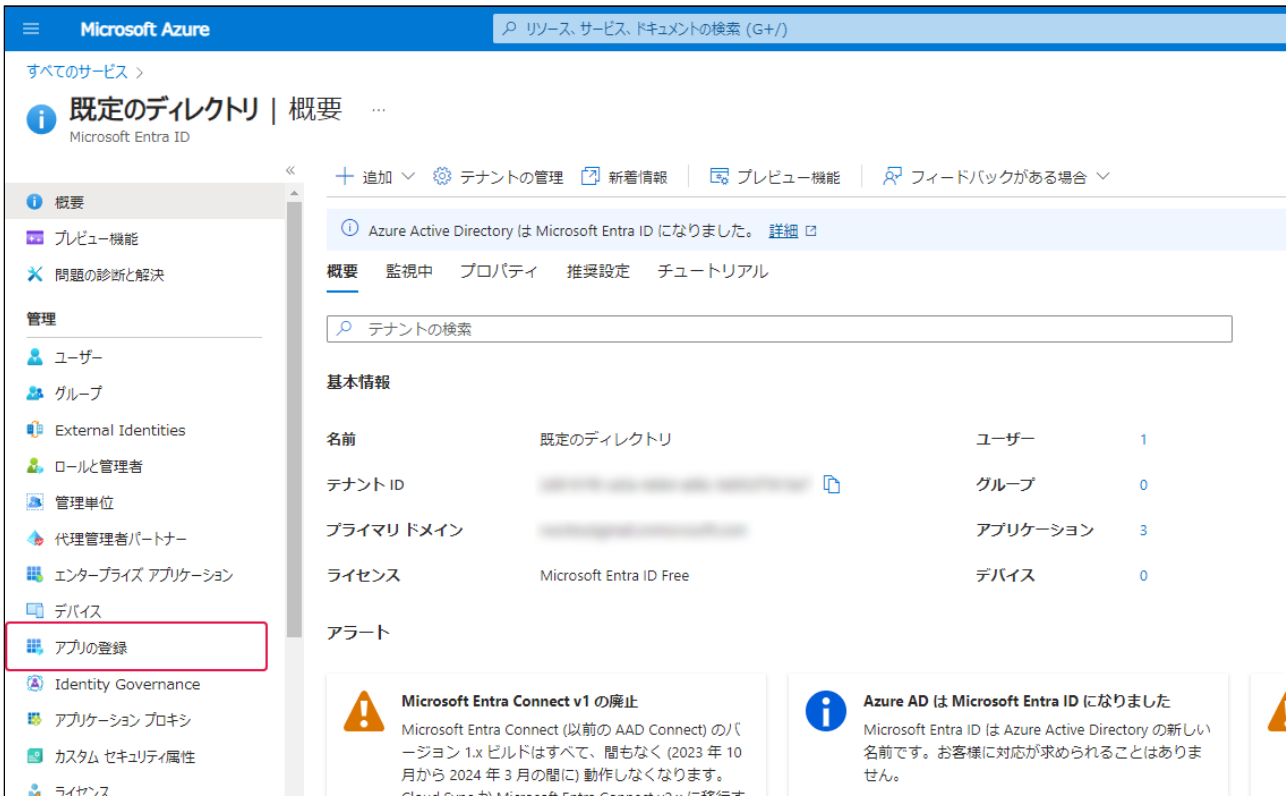 Microsoft Azure
リソース、サービス、ドキュメントの検索 (G+/)
すべてのサービス >
既定のディレクトリ | 概要 …
Microsoft Entra ID
«
追加
テナントの管理
新着情報
プレビュー機能
フィードバックがある場合
概要
プレビュー機能
問題の診断と解決
管理
ユーザー
グループ
External Identities
ロールと管理者
管理単位
代理管理者パートナー
エンタープライズ アプリケーション
デバイス
アプリの登録
Identity Governance
アプリケーション プロキシ
カスタム セキュリティ属性
ライセンス
Azure Active Directory は Microsoft Entra ID になりました。 詳細
概要 監視中 プロパティ 推奨設定 チュートリアル
テナントの検索
基本情報
名前 既定のディレクトリ ユーザー 1
テナント ID グループ 0
プライマリ ドメイン アプリケーション 3
ライセンス Microsoft Entra ID Free デバイス 0
アラート
Microsoft Entra Connect v1 の廃止
Microsoft Entra Connect (以前の AAD Connect) のバ
ージョン 1.x ビルドはすべて、間もなく (2023 年 10
月から 2024 年 3 月の間に) 動作しなくなります。
Cloud Sync か Microsoft Entra Connect v2.x に移行す
Azure AD は Microsoft Entra ID になりました
Microsoft Entra ID は Azure Active Directory の新しい
名前です。お客様に対応が求められることはありま
せん。